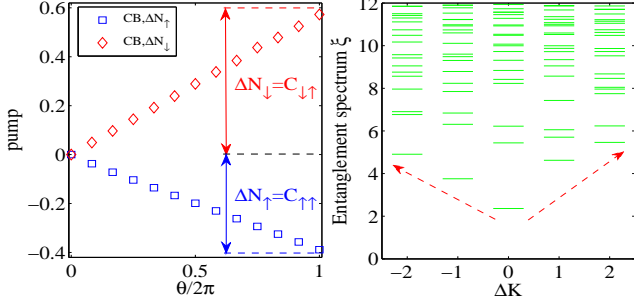 0.6
0.4
0.2
0
−0.2
−0.4
pump
CB,ΔN↑
CB,ΔN↓
ΔN↓=C↓↑
ΔN↑=C↑↑
0
0.5
1
θ/2π
12
10
8
6
4
2
0
Entanglement spectrum ξ
−2
−1
0
1
2
ΔK